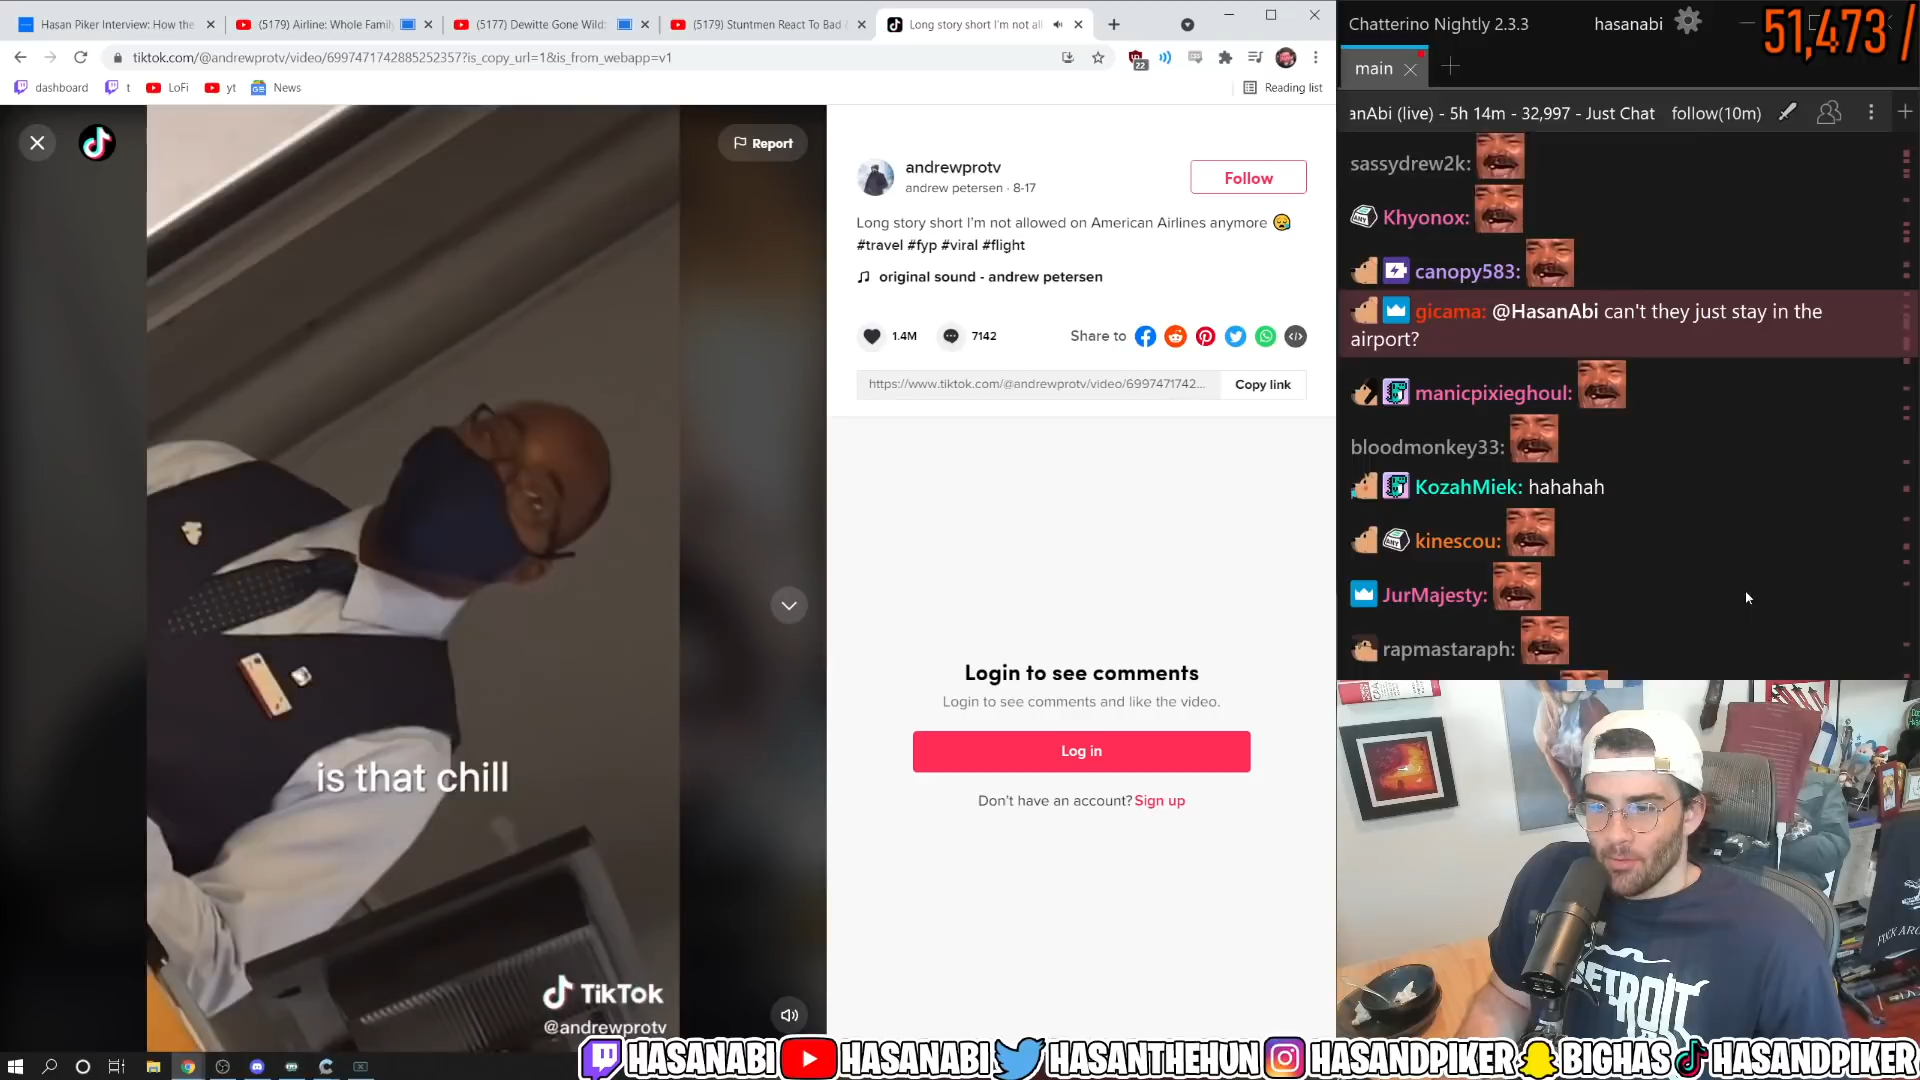 Hasan Piker Interview: How the
(5179) Airline: Whole Family
(5177) Dewitte Gone Wild:
(5179) Stuntmen React To Bad
Long story short I'm not all
tiktok.com/@andrewprotv/video/6997471742885252357?is_copy_url=1&is_from_webapp=v1
22
dashboard
t
LoFi
yt
News
Reading list
Report
is that chill
TikTok
@andrewprotv
andrewprotv
andrew petersen · 8-17
Follow
Long story short I'm not allowed on American Airlines anymore 😪
#travel #fyp #viral #flight
original sound - andrew petersen
1.4M
7142
Share to
https://www.tiktok.com/@andrewprotv/video/6997471742...
Copy link
Login to see comments
Login to see comments and like the video.
Log in
Don't have an account? Sign up
Chatterino Nightly 2.3.3
hasanabi
51,473 /
main
anAbi (live) - 5h 14m - 32,997 - Just Chat
follow(10m)
sassydrew2k:
Khyonox:
canopy583:
gicama: @HasanAbi can't they just stay in the
airport?
manicpixieghoul:
bloodmonkey33:
KozahMiek: hahahah
kinescou:
JurMajesty:
rapmastaraph:
DETROIT
HASANABI
HASANABI
HASANTHEHUN
HASANDPIKER
BIGHAS
HASANDPIKER